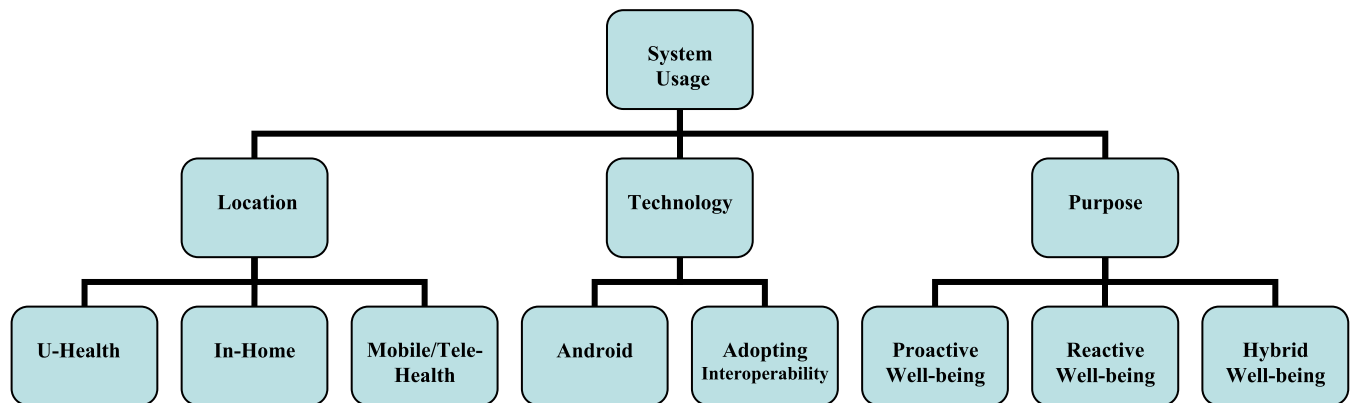 System
Usage
Location
Technology
Purpose
U-Health
In-Home
Mobile/Tele-
Health
Android
Adopting
Interoperability
Proactive
Well-being
Reactive
Well-being
Hybrid
Well-being